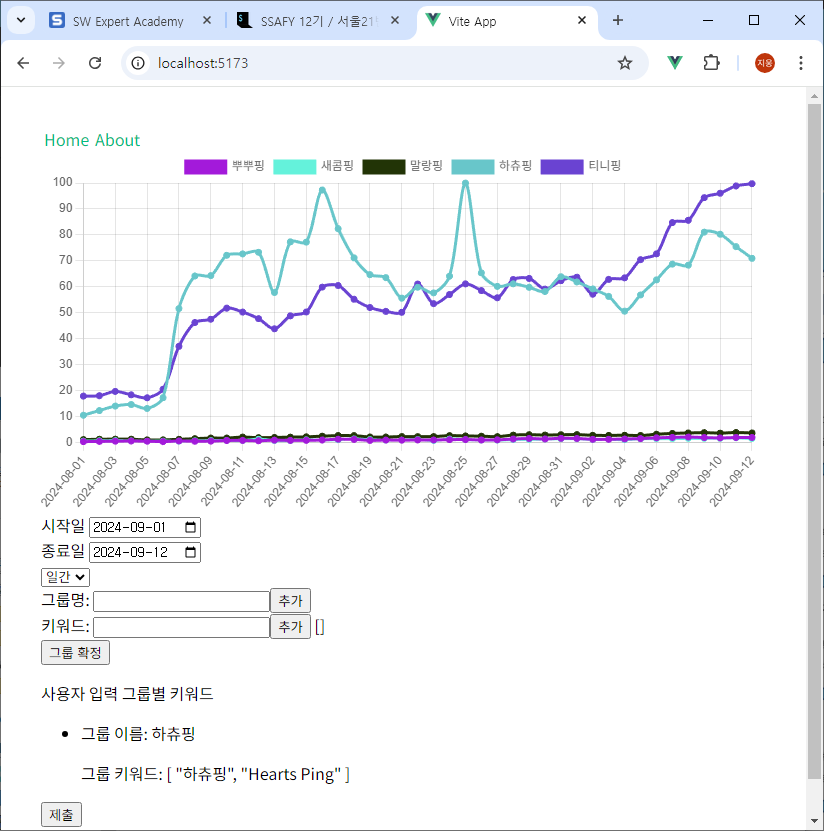 SW Expert Academy
SSAFY 12기 / 서울21반
Vite App
localhost:5173
지웅
Home About
뿌뿌핑 새콤핑 말랑핑 하츄핑 티니핑
100
90
80
70
60
50
40
30
20
10
0
2024-08-01 2024-08-03 2024-08-05 2024-08-07 2024-08-09 2024-08-11 2024-08-13 2024-08-15 2024-08-17 2024-08-19 2024-08-21 2024-08-23 2024-08-25 2024-08-27 2024-08-29 2024-08-31 2024-09-02 2024-09-04 2024-09-06 2024-09-08 2024-09-10 2024-09-12
시작일 2024-09-01
종료일 2024-09-12
일간
그룹명: 추가
키워드: 추가 []
그룹 확정
사용자 입력 그룹별 키워드
• 그룹 이름: 하츄핑
그룹 키워드: [ "하츄핑", "Hearts Ping" ]
제출